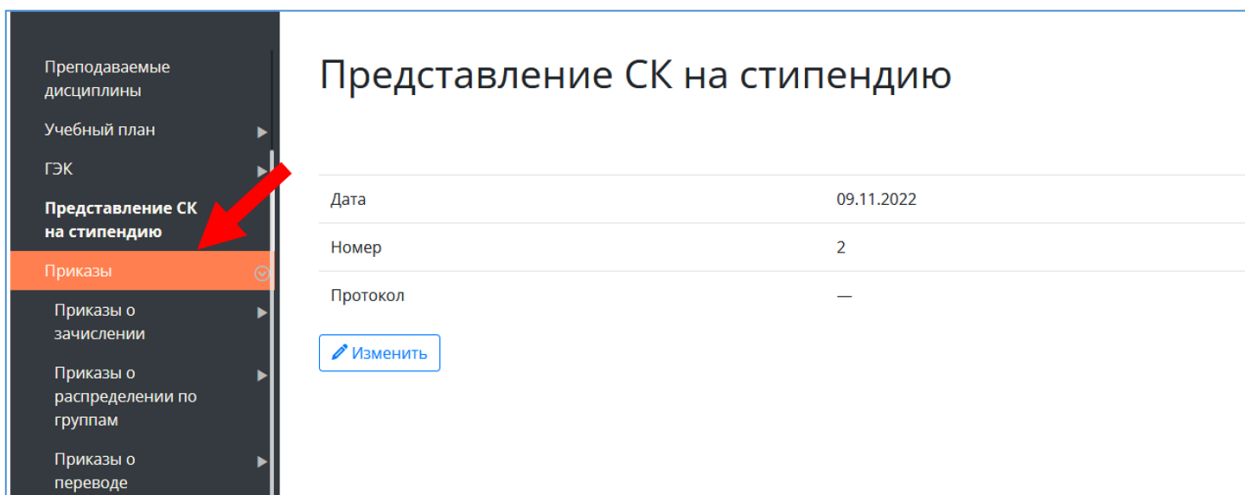 Преподаваемые
дисциплины
Учебный план
ГЭК
Представление СК
на стипендию
Приказы
Приказы о
зачислении
Приказы о
распределении по
группам
Приказы о
переводе
Представление СК на стипендию
Дата 09.11.2022
Номер 2
Протокол —
Изменить